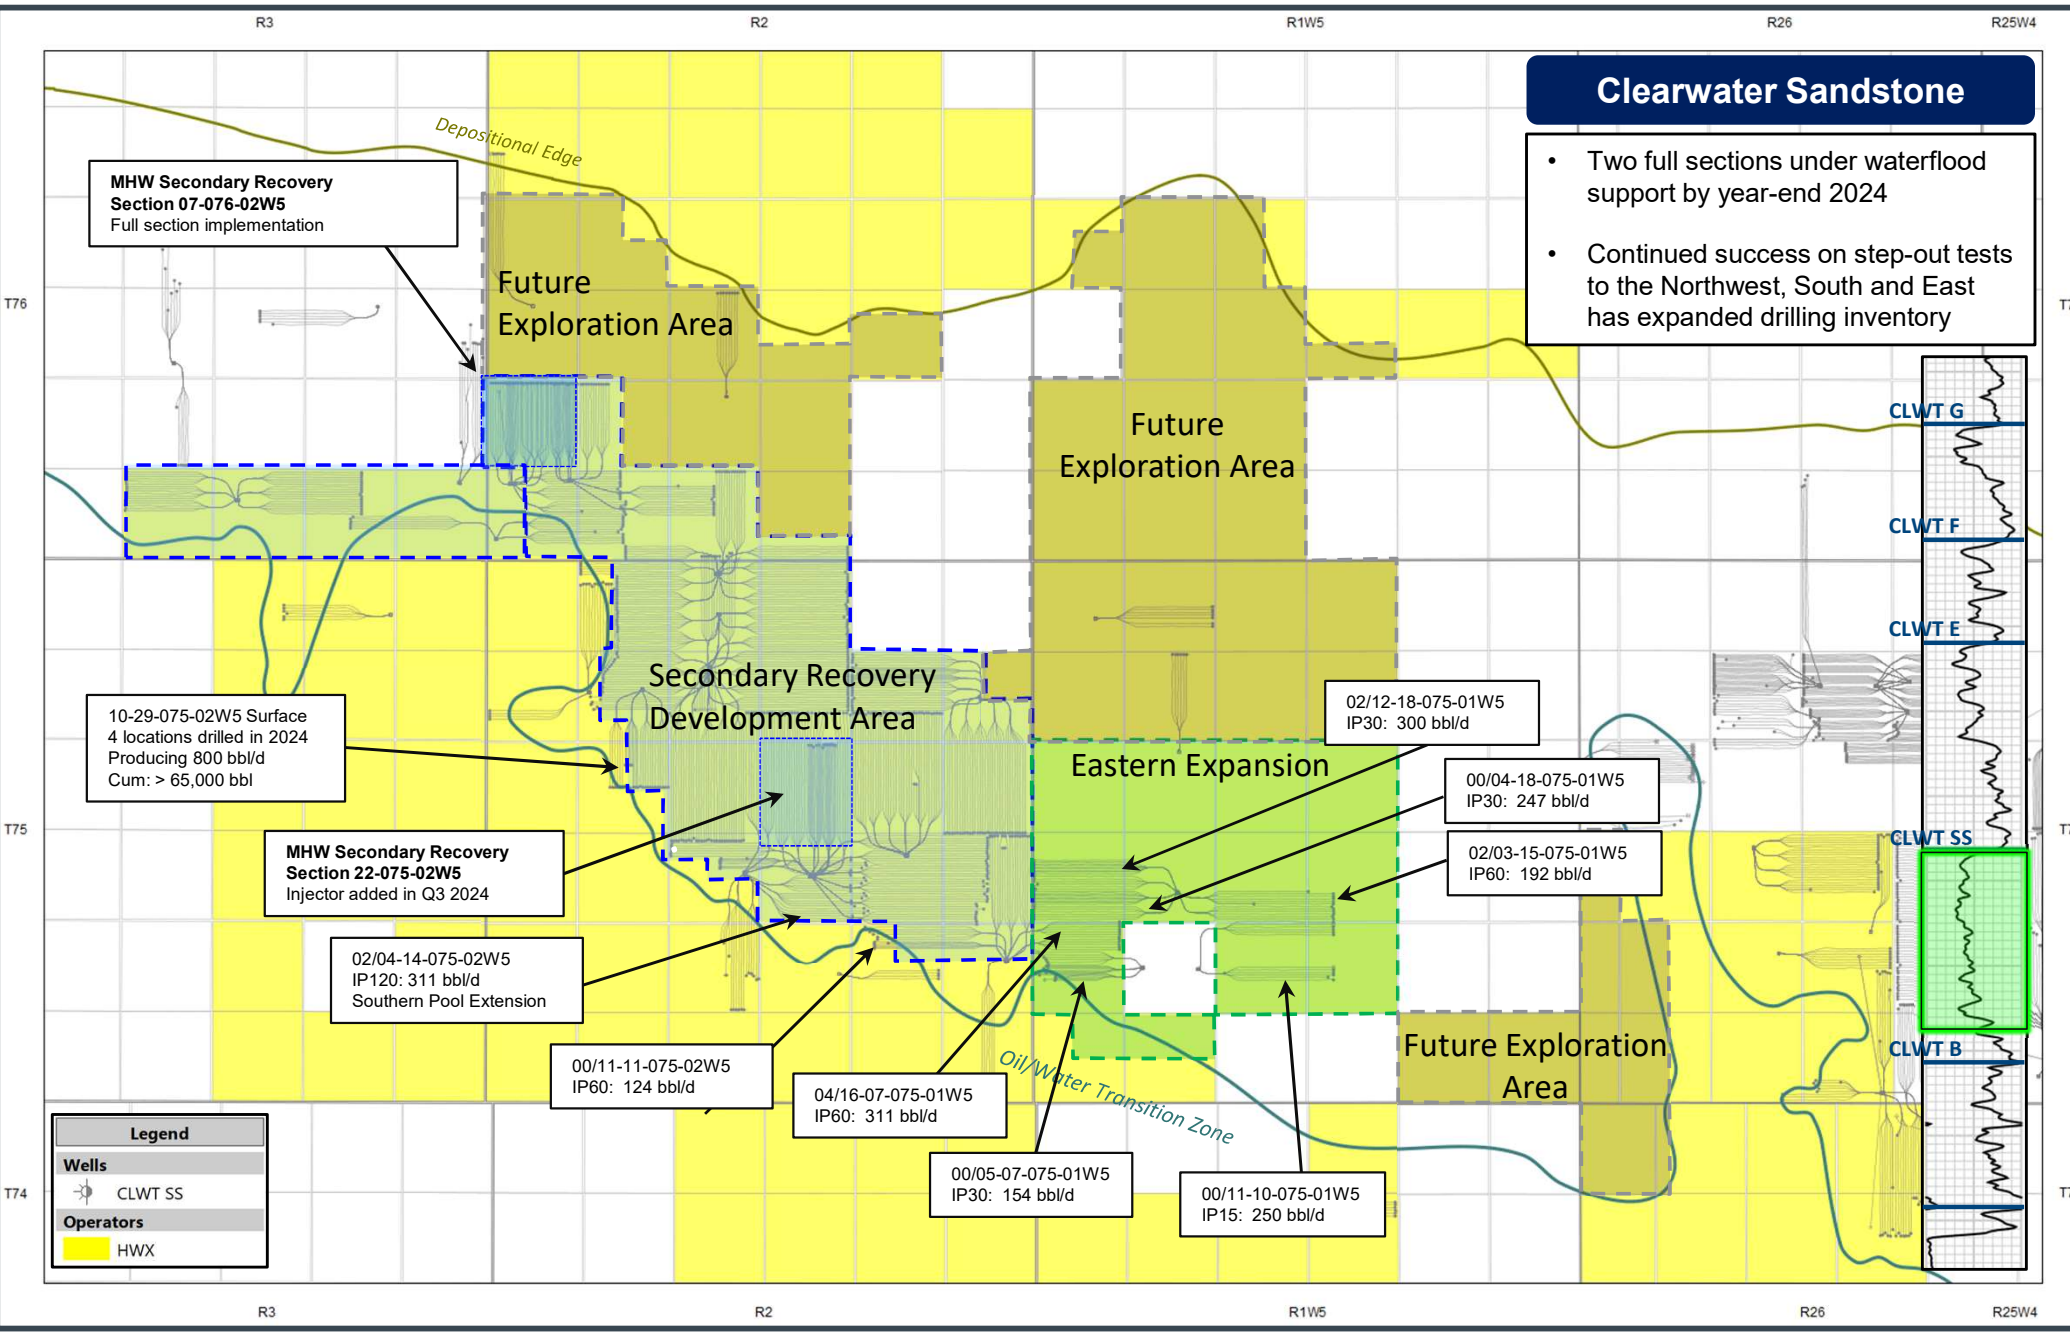 R3
R2
R1W5
R26
R25W4
Clearwater Sandstone
• Two full sections under waterflood
support by year-end 2024
• Continued success on step-out tests
to the Northwest, South and East
has expanded drilling inventory
Depositional Edge
MHW Secondary Recovery
Section 07-076-02W5
Full section implementation
T76
Future
Exploration Area
Future
Exploration Area
CLWT G
CLWT F
CLWT E
Secondary Recovery
Development Area
10-29-075-02W5 Surface
4 locations drilled in 2024
Producing 800 bbl/d
Cum: > 65,000 bbl
02/12-18-075-01W5
IP30: 300 bbl/d
Eastern Expansion
00/04-18-075-01W5
IP30: 247 bbl/d
T75
CLWT SS
MHW Secondary Recovery
Section 22-075-02W5
Injector added in Q3 2024
02/03-15-075-01W5
IP60: 192 bbl/d
02/04-14-075-02W5
IP120: 311 bbl/d
Southern Pool Extension
Future Exploration
Area
CLWT B
00/11-11-075-02W5
IP60: 124 bbl/d
04/16-07-075-01W5
IP60: 311 bbl/d
Oil/Water Transition Zone
00/05-07-075-01W5
IP30: 154 bbl/d
00/11-10-075-01W5
IP15: 250 bbl/d
T74
Legend
Wells
CLWT SS
Operators
HWX
R3
R2
R1W5
R26
R25W4